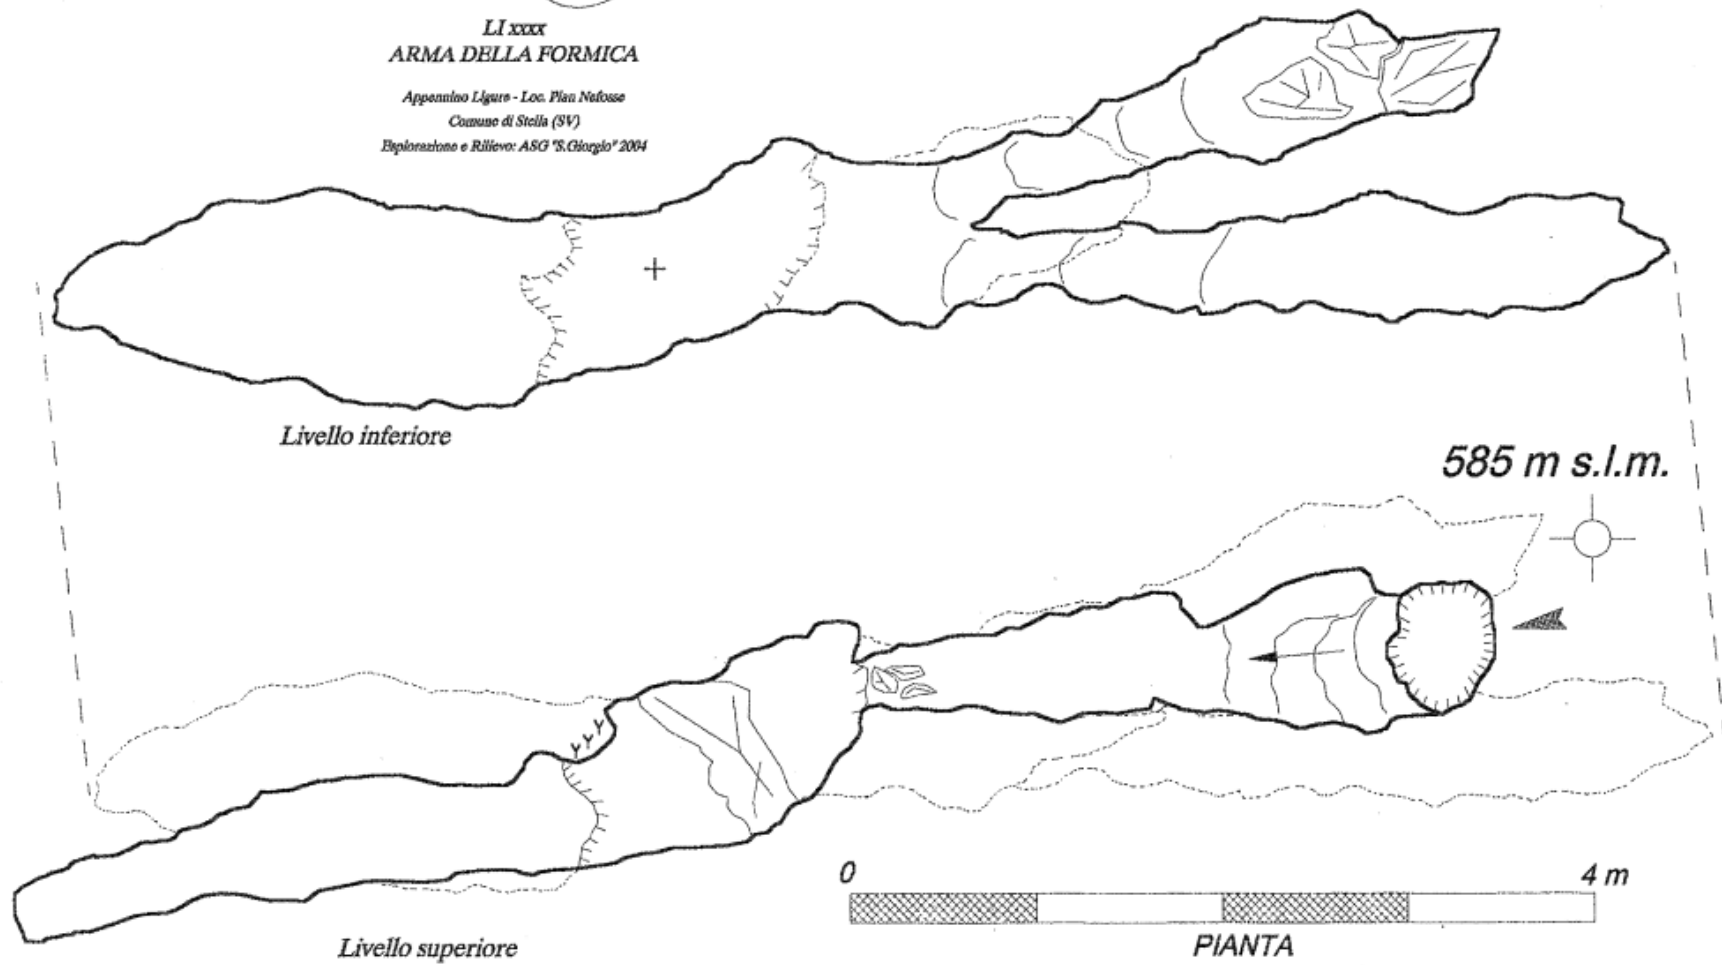 LI xxxx
ARMA DELLA FORMICA
Appennino Ligure - Loc. Pian Nefosse
Comune di Stella (SV)
Esplorazione e Rilievo: ASG "S.Giorgio" 2004
Livello inferiore
585 m s.l.m.
0 4 m
PIANTA
Livello superiore